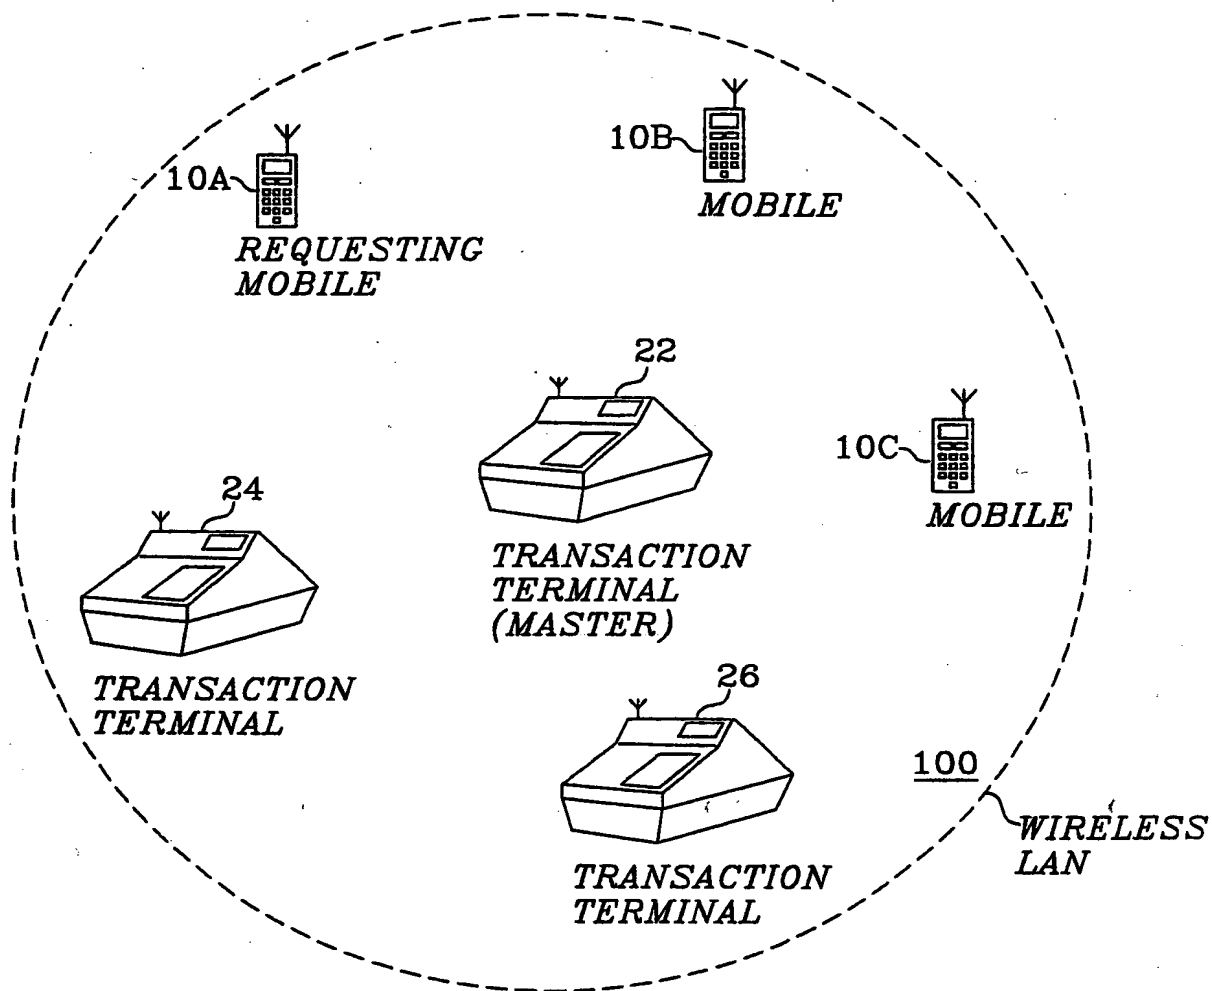 10B
MOBILE
10A
REQUESTING
MOBILE
22
TRANSACTION
TERMINAL
(MASTER)
10C
MOBILE
24
TRANSACTION
TERMINAL
26
TRANSACTION
TERMINAL
100
WIRELESS
LAN